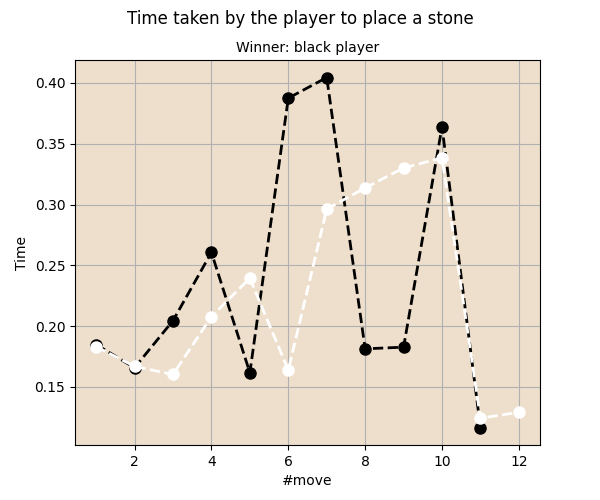 Time taken by the player to place a stone
Winner: black player
0.40
0.35
0.30
0.25
0.20
0.15
Time
2 4 6 8 10 12
#move